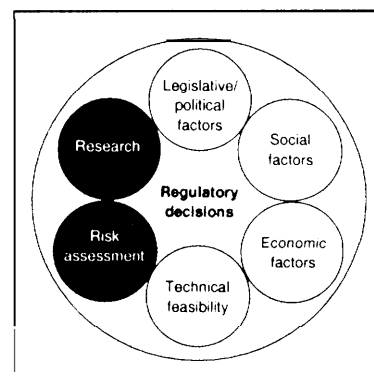 Legislative/
political
factors
Research
Social
factors
Regulatory
decisions
Risk
assessment
Economic
factors
Technical
feasibility